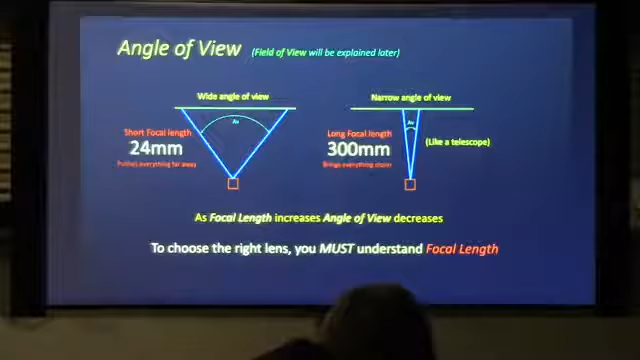 Angle of View (Field of View will be explained later)
Wide angle of view
Av
Short Focal length
24mm
Pushes everything far away
Narrow angle of view
Av
Long Focal length
300mm
Brings everything closer
(Like a telescope)
As Focal Length increases Angle of View decreases
To choose the right lens, you MUST understand Focal Length